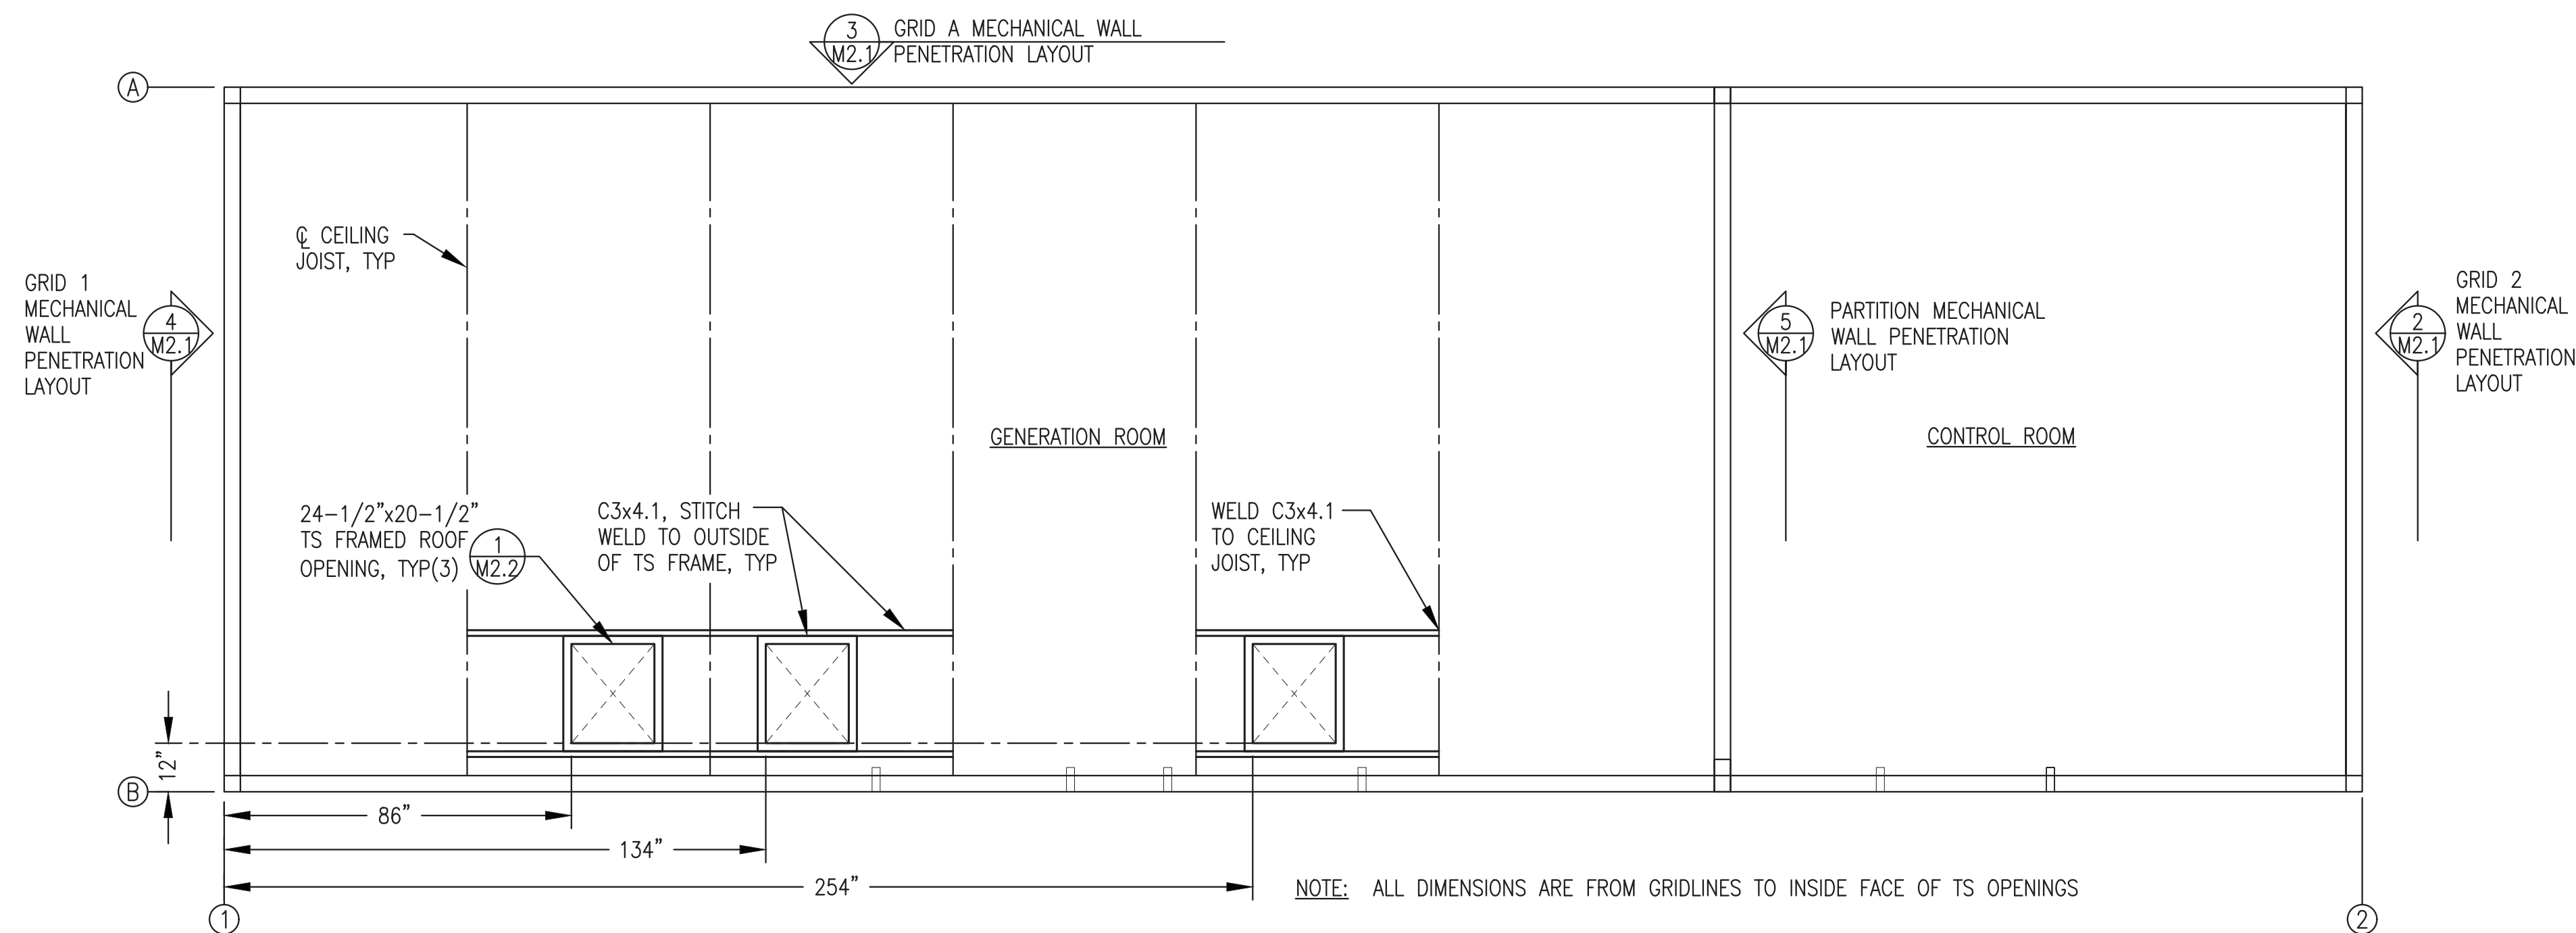 3
M2.1
GRID A MECHANICAL WALL
PENETRATION LAYOUT
A
℄ CEILING
JOIST, TYP
GRID 1
MECHANICAL
WALL
PENETRATION
LAYOUT
4
M2.1
5
M2.1
PARTITION MECHANICAL
WALL PENETRATION
LAYOUT
2
M2.1
GRID 2
MECHANICAL
WALL
PENETRATION
LAYOUT
GENERATION ROOM
CONTROL ROOM
24-1/2"x20-1/2"
TS FRAMED ROOF
OPENING, TYP(3)
1
M2.2
C3x4.1, STITCH
WELD TO OUTSIDE
OF TS FRAME, TYP
WELD C3x4.1
TO CEILING
JOIST, TYP
12"
B
86"
134"
254"
NOTE: ALL DIMENSIONS ARE FROM GRIDLINES TO INSIDE FACE OF TS OPENINGS
1
2